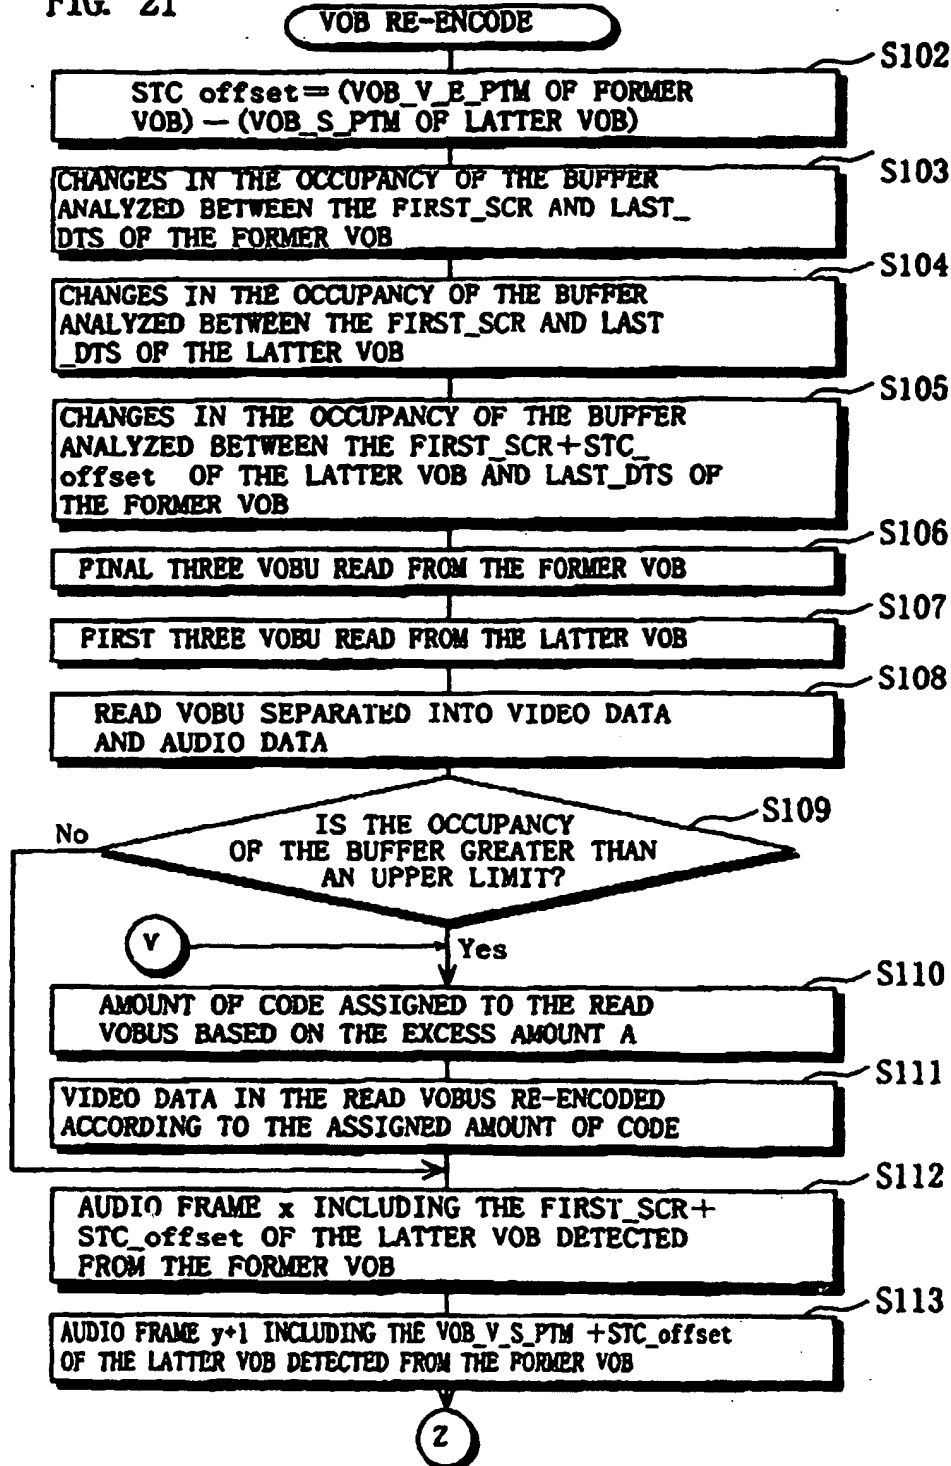 FIG. 21
VOB RE-ENCODE
S102
STC offset=(VOB_V_E_PTM OF FORMER
VOB)-(VOB_S_PTM OF LATTER VOB)
S103
CHANGES IN THE OCCUPANCY OF THE BUFFER
ANALYZED BETWEEN THE FIRST_SCR AND LAST_
DTS OF THE FORMER VOB
S104
CHANGES IN THE OCCUPANCY OF THE BUFFER
ANALYZED BETWEEN THE FIRST_SCR AND LAST
_DTS OF THE LATTER VOB
S105
CHANGES IN THE OCCUPANCY OF THE BUFFER
ANALYZED BETWEEN THE FIRST_SCR+STC_
offset OF THE LATTER VOB AND LAST_DTS OF
THE FORMER VOB
S106
FINAL THREE VOBU READ FROM THE FORMER VOB
S107
FIRST THREE VOBU READ FROM THE LATTER VOB
S108
READ VOBU SEPARATED INTO VIDEO DATA
AND AUDIO DATA
S109
No
IS THE OCCUPANCY
OF THE BUFFER GREATER THAN
AN UPPER LIMIT?
Y
Yes
S110
AMOUNT OF CODE ASSIGNED TO THE READ
VOBUS BASED ON THE EXCESS AMOUNT A
S111
VIDEO DATA IN THE READ VOBUS RE-ENCODED
ACCORDING TO THE ASSIGNED AMOUNT OF CODE
S112
AUDIO FRAME x INCLUDING THE FIRST_SCR+
STC_offset OF THE LATTER VOB DETECTED
FROM THE FORMER VOB
S113
AUDIO FRAME y+1 INCLUDING THE VOB_V_S_PTM +STC_offset
OF THE LATTER VOB DETECTED FROM THE FORMER VOB
Z